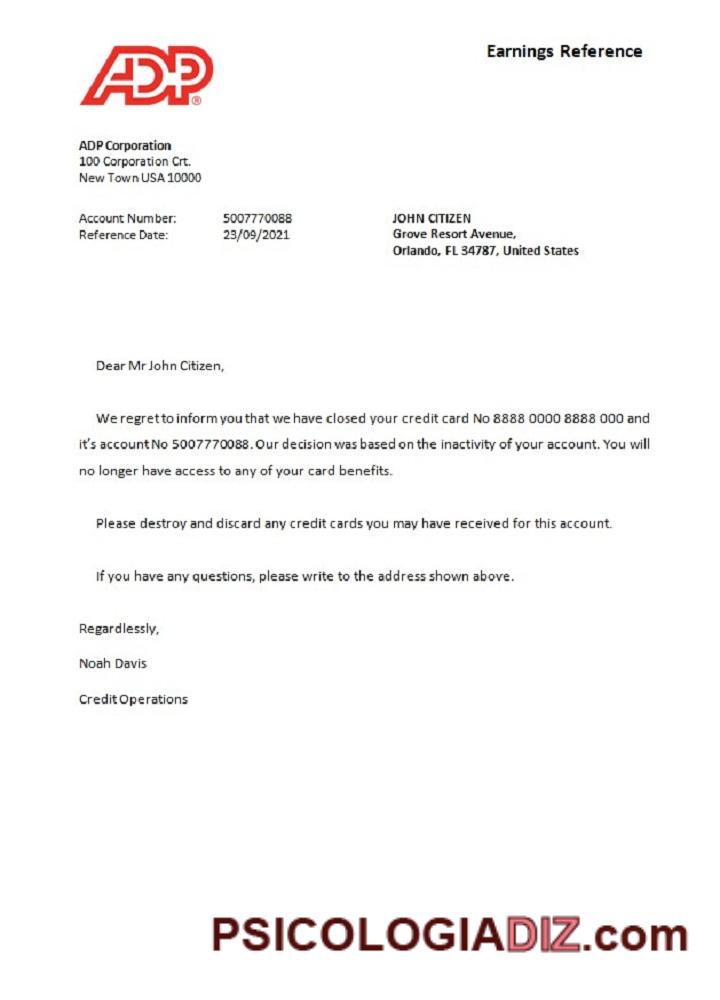 ADP®
Earnings Reference
ADP Corporation
100 Corporation Crt.
New Town USA 10000
Account Number: 5007770088
Reference Date: 23/09/2021
JOHN CITIZEN
Grove Resort Avenue,
Orlando, FL 34787, United States
Dear Mr John Citizen,
We regret to inform you that we have closed your credit card No 8888 0000 8888 000 and
it's account No 5007770088. Our decision was based on the inactivity of your account. You will
no longer have access to any of your card benefits.
Please destroy and discard any credit cards you may have received for this account.
If you have any questions, please write to the address shown above.
Regardlessly,
Noah Davis
Credit Operations
PSICOLOGIADIZ.com